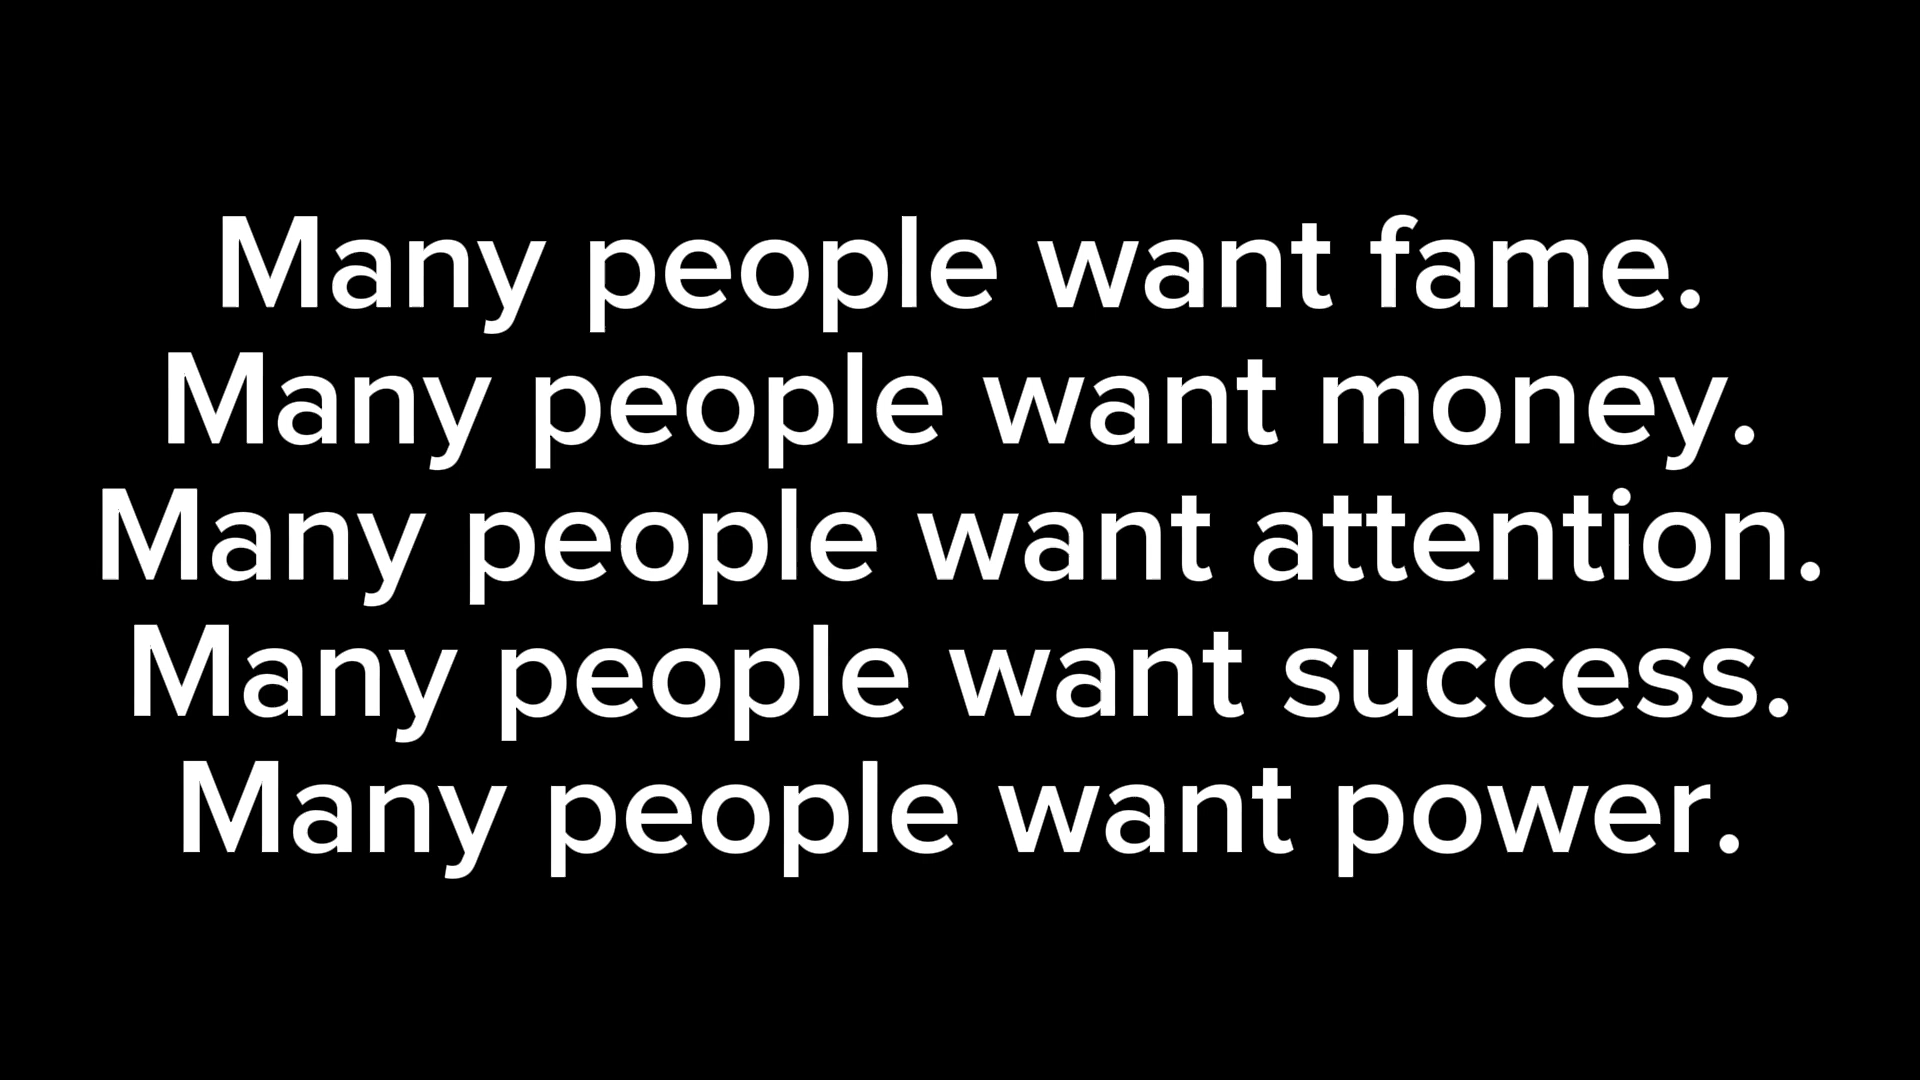 Many people want fame.
Many people want money.
Many people want attention.
Many people want success.
Many people want power.